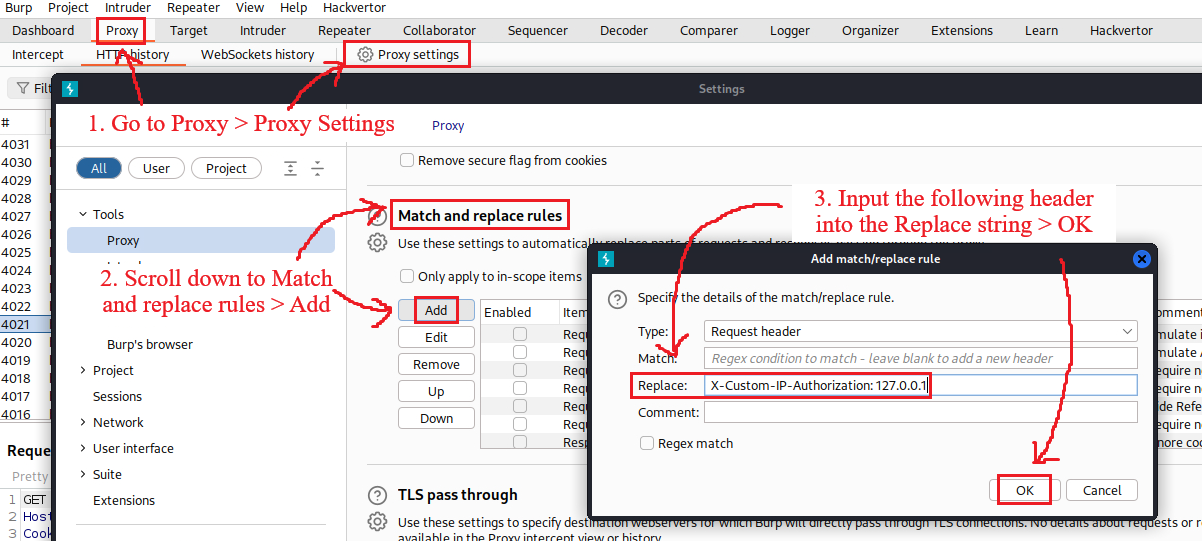 Burp Project Intruder Repeater View Help Hackvertor
Dashboard Proxy Target Intruder Repeater Collaborator Sequencer Decoder Comparer Logger Organizer Extensions Learn Hackvertor
Intercept HTTP history WebSockets history Proxy settings
Filt
Settings
#
1. Go to Proxy > Proxy Settings
Proxy
4031
4030
4029
4028
4027
4026
4025
4024
4023
4022
4021
4020
4019
4018
4017
4016
All User Project
Remove secure flag from cookies
Tools
Proxy
Match and replace rules
3. Input the following header
into the Replace string > OK
Use these settings to automatically replace parts of requests and
2. Scroll down to Match
and replace rules > Add
Only apply to in-scope items
Add
Edit
Remove
Up
Down
Enabled Item
Requ
Requ
Requ
Requ
Requ
Requ
Resp
omment
mulate i
mulate A
equire no
equire no
ide Refer
equire no
nore coo
Burp's browser
Project
Sessions
Network
User interface
Suite
Extensions
Add match/replace rule
Specify the details of the match/replace rule.
Type: Request header
Match: Regex condition to match - leave blank to add a new header
Replace: X-Custom-IP-Authorization: 127.0.0.1
Comment:
Regex match
OK Cancel
Reque
Pretty
1 GET
2 Host
3 Cook
TLS pass through
Use these settings to specify destination webservers for which Burp will directly pass through TLS connections. No details about requests or re
available in the Proxy intercept view or history.